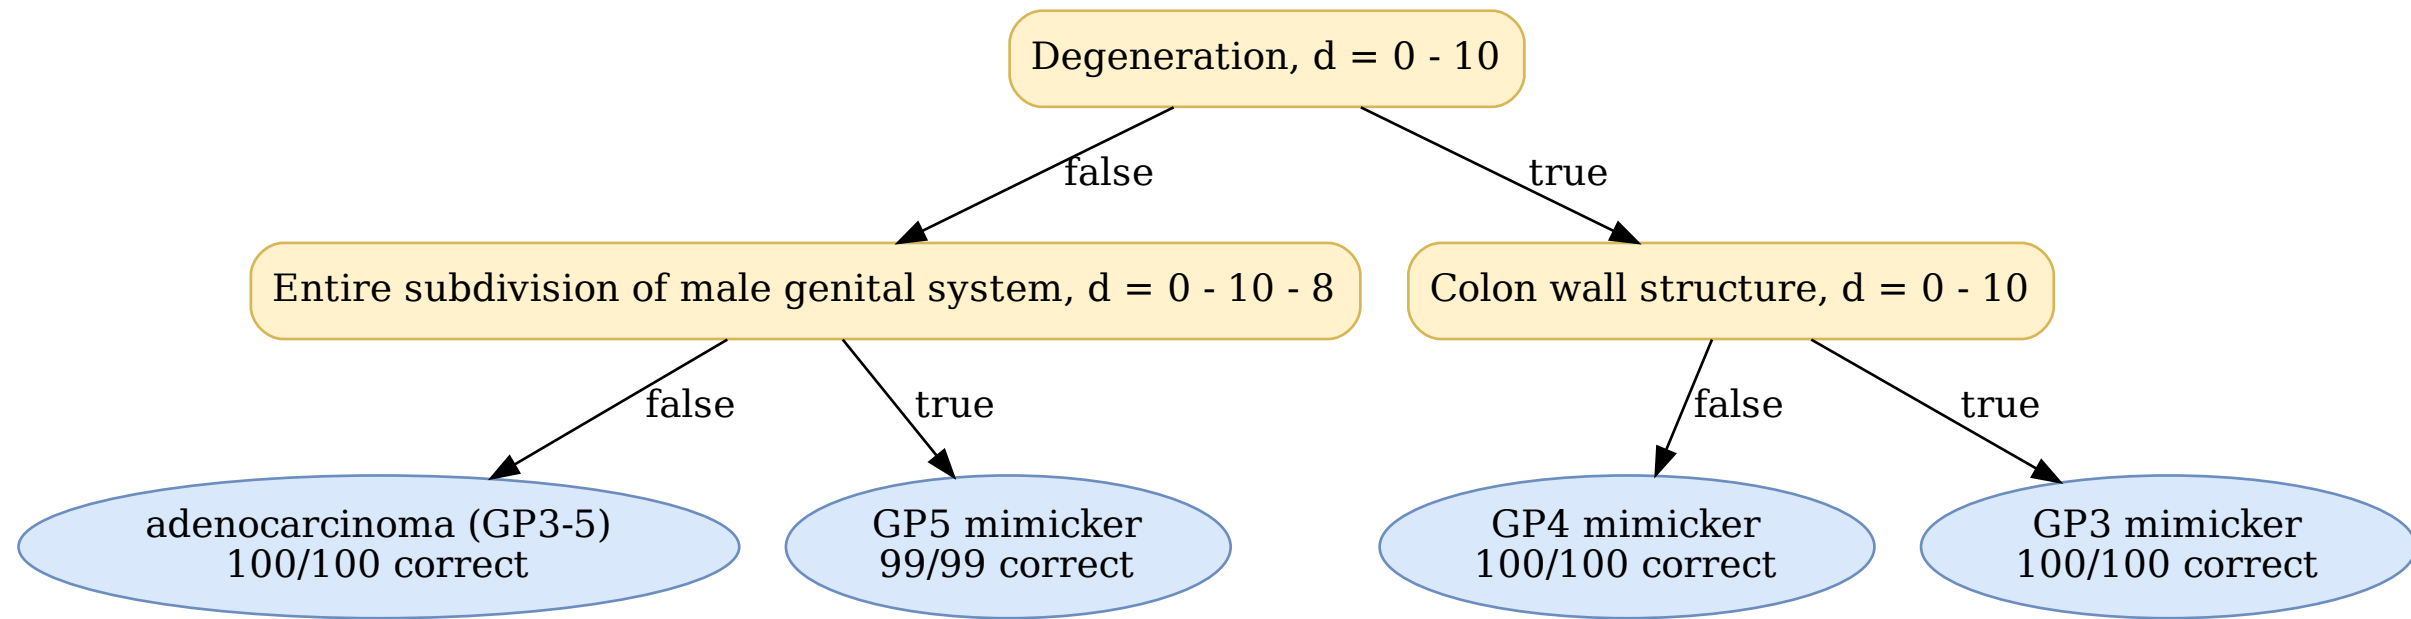 Degeneration, d = 0 - 10
false
true
Entire subdivision of male genital system, d = 0 - 10 - 8
Colon wall structure, d = 0 - 10
false
true
false
true
adenocarcinoma (GP3-5)
100/100 correct
GP5 mimicker
99/99 correct
GP4 mimicker
100/100 correct
GP3 mimicker
100/100 correct